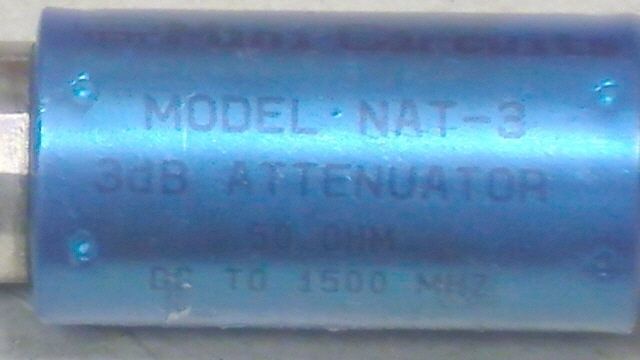 MODEL NAT-3
3dB ATTENUATOR
50 OHM
DC TO 1500 MHZ